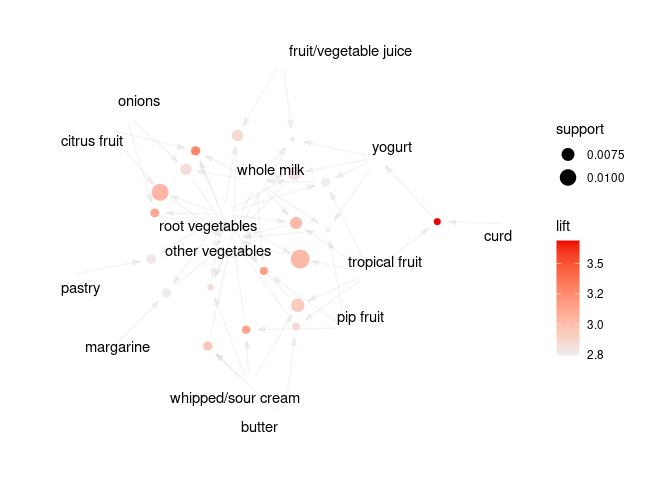 fruit/vegetable juice
onions
citrus fruit
yogurt
whole milk
root vegetables
other vegetables
curd
tropical fruit
pastry
pip fruit
margarine
whipped/sour cream
butter
support
0.0075
0.0100
lift
3.5
3.2
3.0
2.8